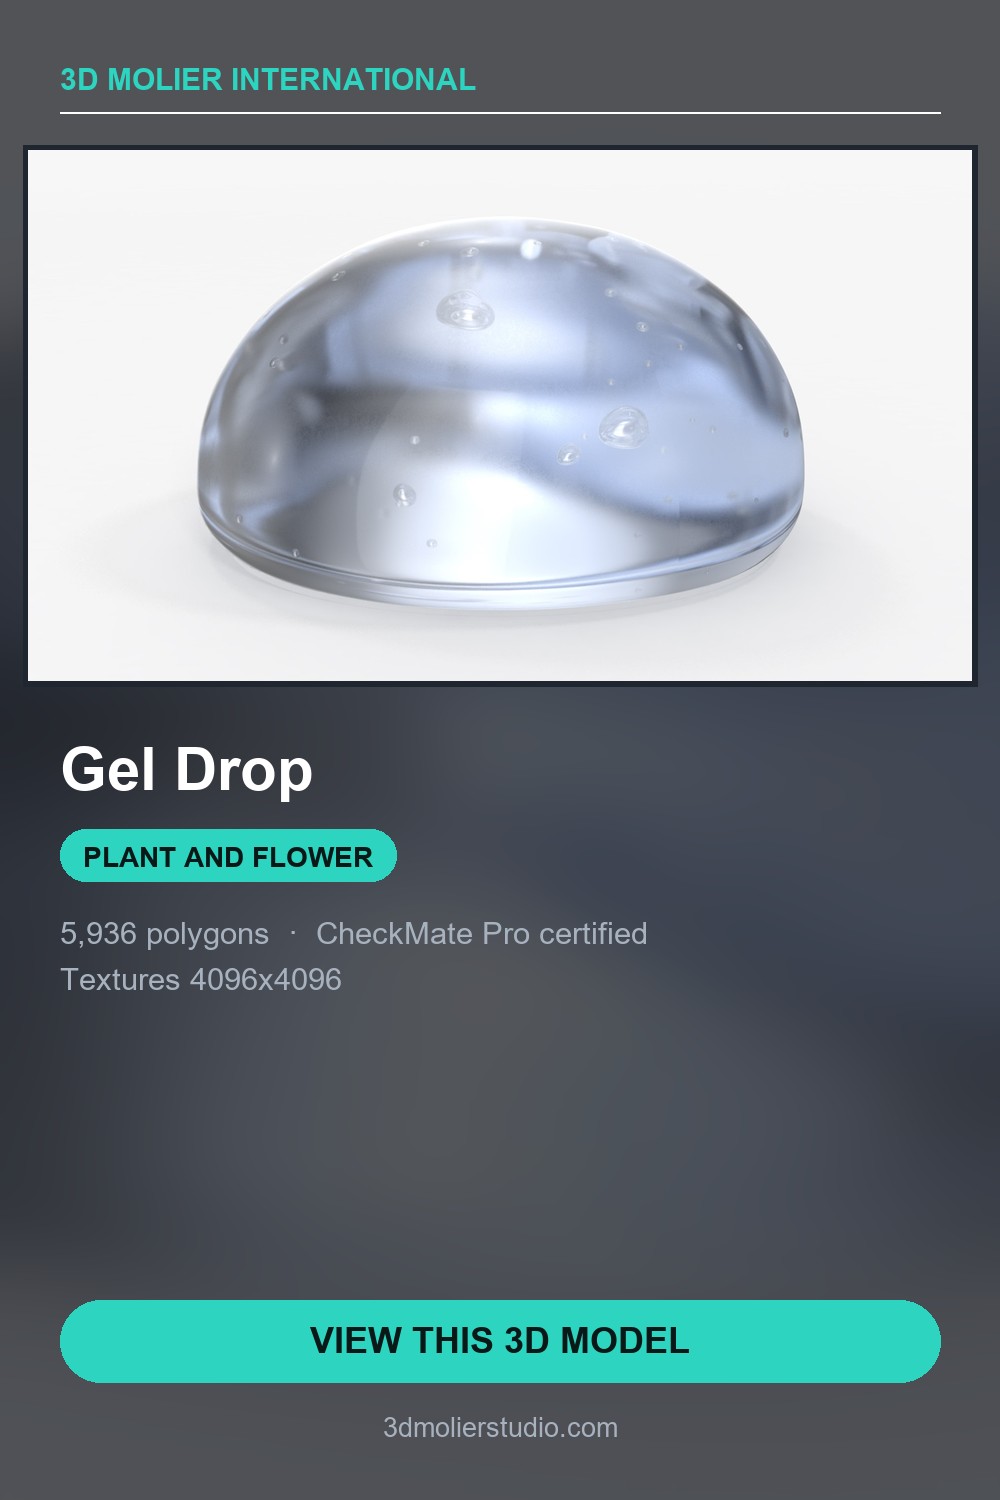 3D MOLIER INTERNATIONAL
Gel Drop
PLANT AND FLOWER
5,936 polygons · CheckMate Pro certified
Textures 4096x4096
VIEW THIS 3D MODEL
3dmolierstudio.com